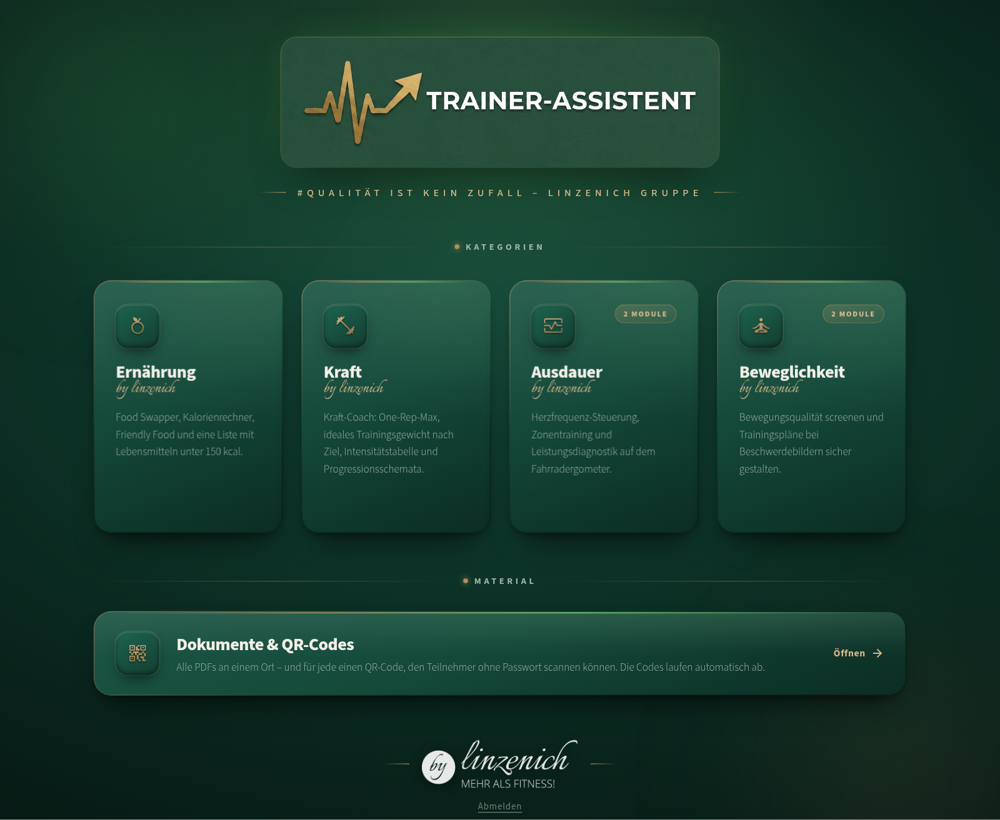 TRAINER-ASSISTENT
#QUALITÄT IST KEIN ZUFALL – LINZENICH GRUPPE
KATEGORIEN
Ernährung
by linzenich
Food Swapper, Kalorienrechner,
Friendly Food und eine Liste mit
Lebensmitteln unter 150 kcal.
Kraft
by linzenich
Kraft-Coach: One-Rep-Max,
ideales Trainingsgewicht nach
Ziel, Intensitätstabelle und
Progressionsschemata.
2 MODULE
Ausdauer
by linzenich
Herzfrequenz-Steuerung,
Zonentraining und
Leistungsdiagnostik auf dem
Fahrradergometer.
2 MODULE
Beweglichkeit
by linzenich
Bewegungsqualität screenen und
Trainingspläne bei
Beschwerdebildern sicher
gestalten.
MATERIAL
Dokumente & QR-Codes
Alle PDFs an einem Ort – und für jede einen QR-Code, den Teilnehmer ohne Passwort scannen können. Die Codes laufen automatisch ab.
Öffnen
by linzenich
MEHR ALS FITNESS!
Abmelden